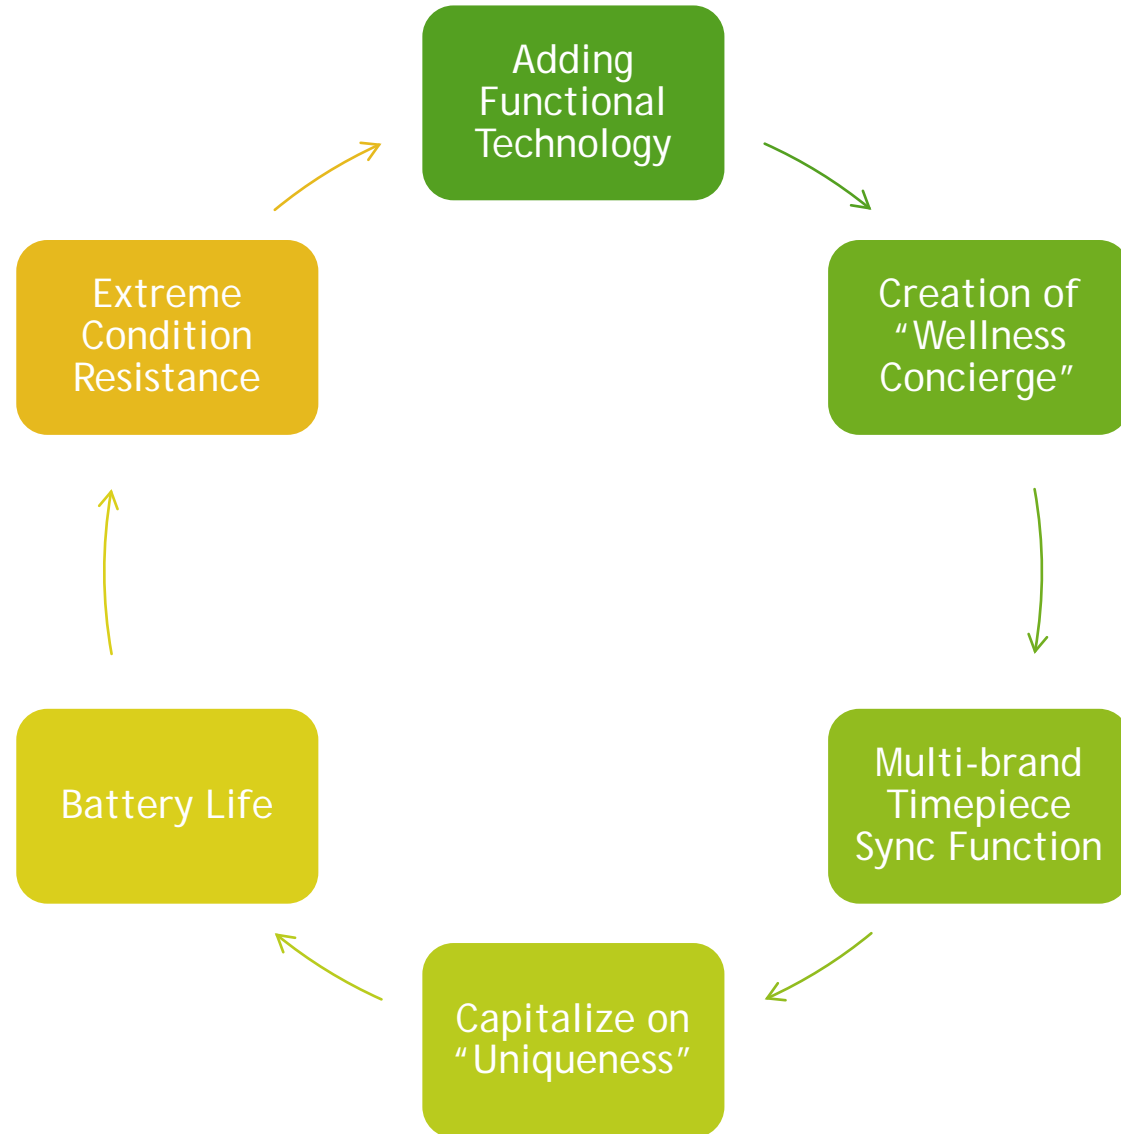 Adding
Functional
Technology
Creation of
“Wellness
Concierge”
Multi-brand
Timepiece
Sync Function
Capitalize on
“Uniqueness”
Battery Life
Extreme
Condition
Resistance